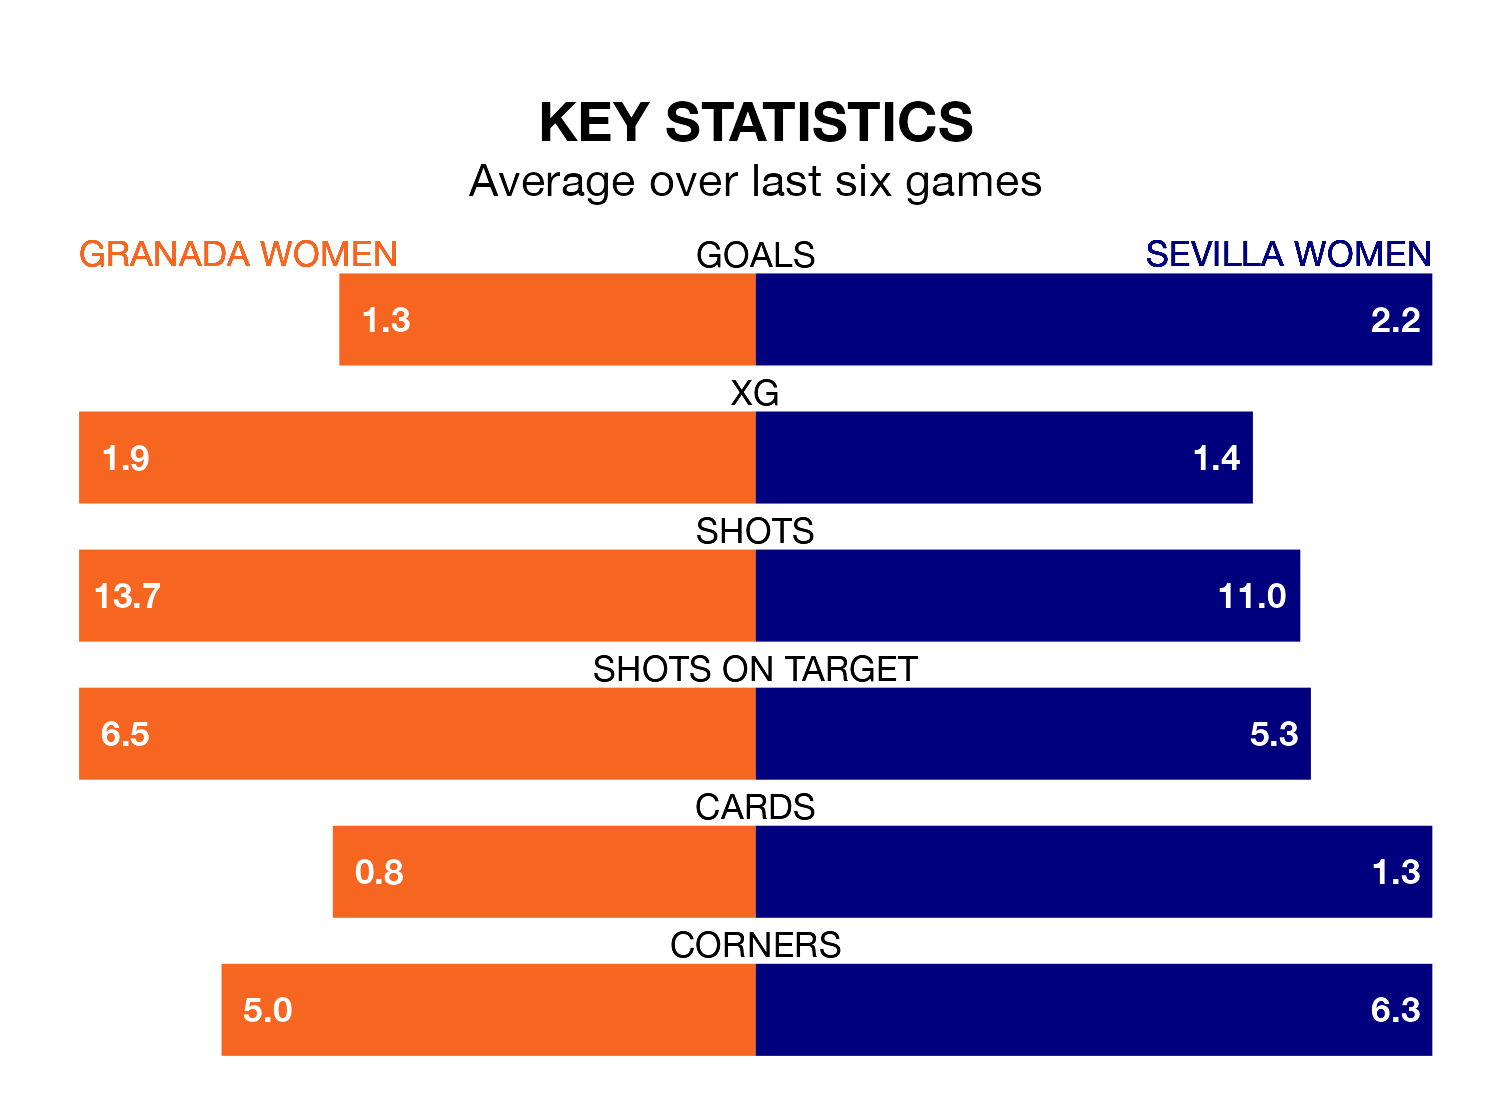 KEY STATISTICS
Average over last six games
GRANADA WOMEN GOALS SEVILLA WOMEN
1.3 2.2
XG
1.9 1.4
SHOTS
13.7 11.0
SHOTS ON TARGET
6.5 5.3
CARDS
0.8 1.3
CORNERS
5.0 6.3